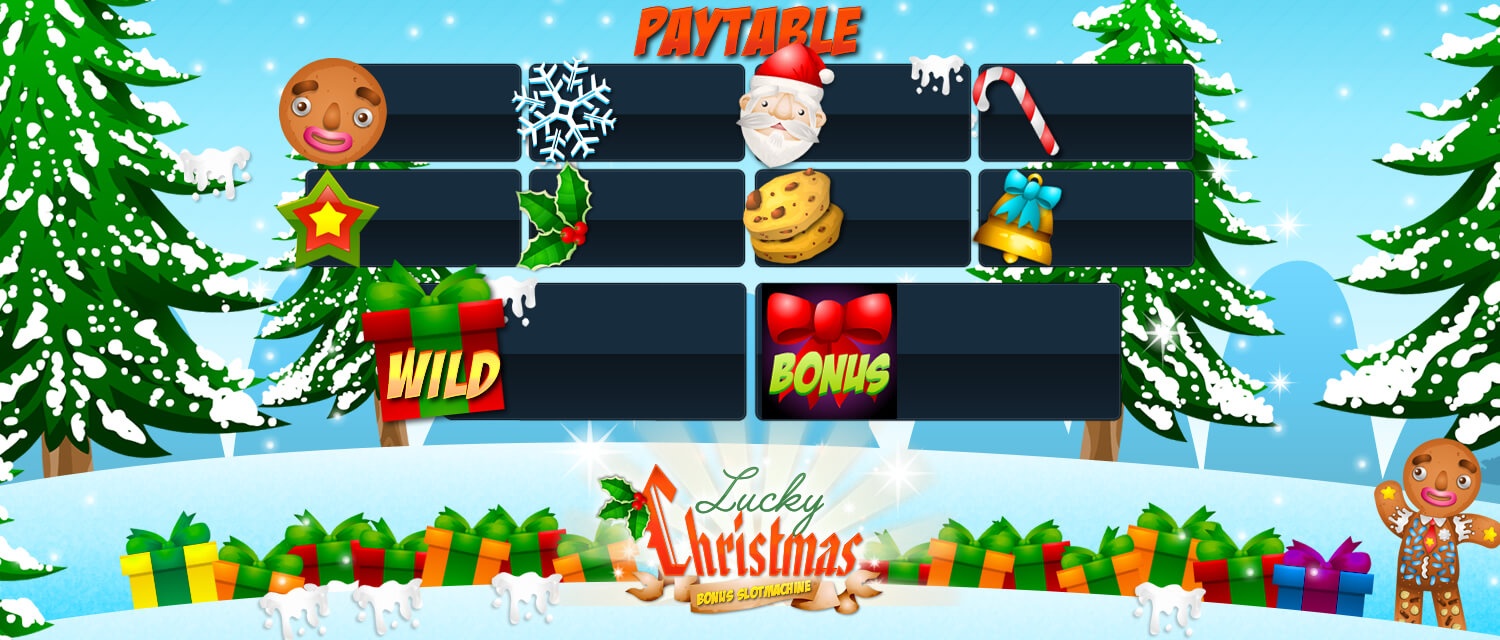 PAYTABLE
WILD
BONUS
Lucky
Christmas
BONUS SLOTMACHINE